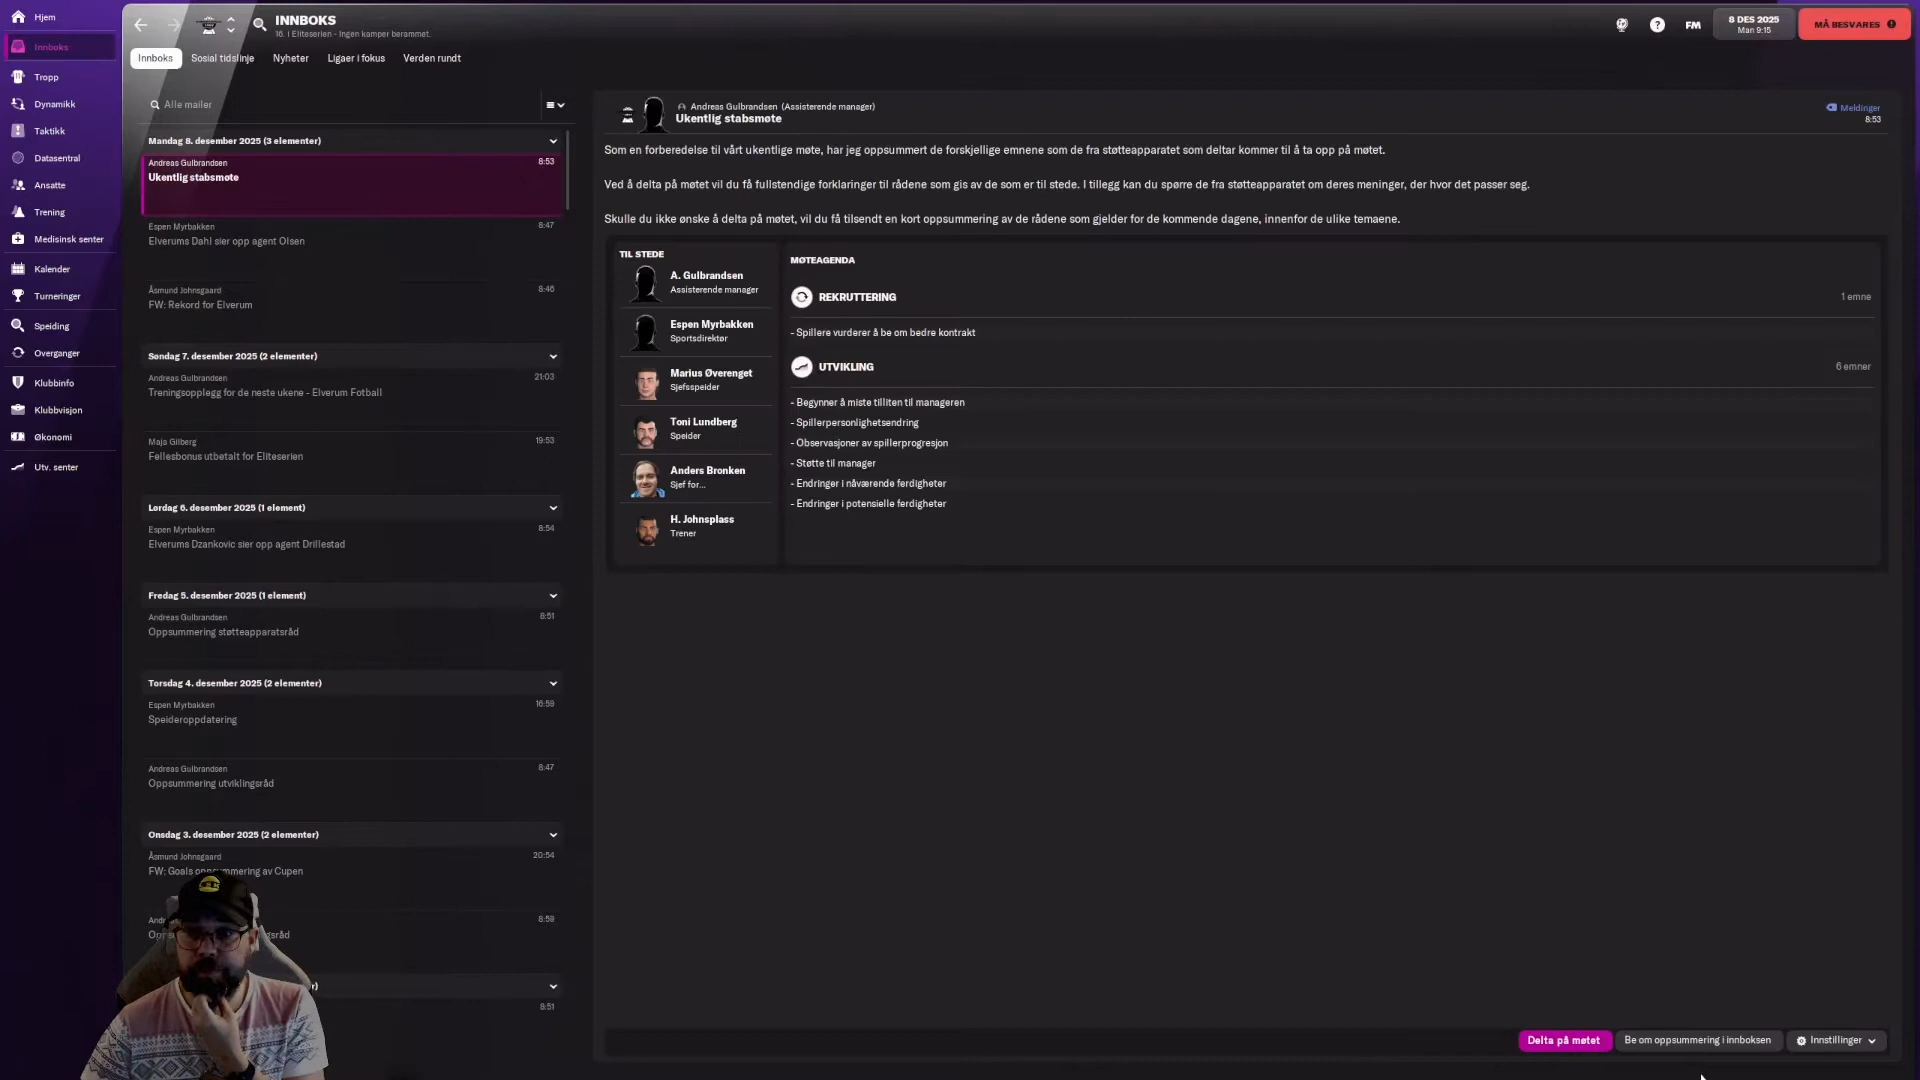 Hjem
Innboks
Tropp
Dynamikk
Taktikk
Datasentral
Ansatte
Trening
Medisinsk senter
Kalender
Turneringer
Speiding
Overganger
Klubbinfo
Klubbvisjon
Økonomi
Utv. senter
INNBOKS
16. i Eliteserien - Ingen kamper berammet.
FM
8 DES 2025
Man 9:15
MÅ BESVARES
Innboks
Sosial tidslinje
Nyheter
Ligaer i fokus
Verden rundt
Alle mailer
Mandag 8. desember 2025 (3 elementer)
Andreas Gulbrandsen 8:53
Ukentlig stabsmøte
Espen Myrbakken 8:47
Elverums Dahl sier opp agent Olsen
Åsmund Johnsgaard 8:46
FW: Rekord for Elverum
Søndag 7. desember 2025 (2 elementer)
Andreas Gulbrandsen 21:03
Treningsopplegg for de neste ukene - Elverum Fotball
Maja Gilberg 19:53
Fellesbonus utbetalt for Eliteserien
Lørdag 6. desember 2025 (1 element)
Espen Myrbakken 8:54
Elverums Dzankovic sier opp agent Drillestad
Fredag 5. desember 2025 (1 element)
Andreas Gulbrandsen 8:51
Oppsummering støtteapparatsråd
Torsdag 4. desember 2025 (2 elementer)
Espen Myrbakken 16:59
Speideroppdatering
Andreas Gulbrandsen 8:47
Oppsummering utviklingsråd
Onsdag 3. desember 2025 (2 elementer)
Åsmund Johnsgaard 20:54
FW: Goals oppsummering av Cupen
8:59
8:51
Andreas Gulbrandsen (Assisterende manager)
Ukentlig stabsmøte
Meldinger
8:53
Som en forberedelse til vårt ukentlige møte, har jeg oppsummert de forskjellige emnene som de fra støtteapparatet som deltar kommer til å ta opp på møtet.
Ved å delta på møtet vil du få fullstendige forklaringer til rådene som gis av de som er til stede. I tillegg kan du spørre de fra støtteapparatet om deres meninger, der hvor det passer seg.
Skulle du ikke ønske å delta på møtet, vil du få tilsendt en kort oppsummering av de rådene som gjelder for de kommende dagene, innenfor de ulike temaene.
TIL STEDE
A. Gulbrandsen
Assisterende manager
Espen Myrbakken
Sportsdirektør
Marius Øverenget
Sjefsspeider
Toni Lundberg
Speider
Anders Bronken
Sjef for...
H. Johnsplass
Trener
MØTEAGENDA
REKRUTTERING 1 emne
- Spillere vurderer å be om bedre kontrakt
UTVIKLING 6 emner
- Begynner å miste tilliten til manageren
- Spillerpersonlighetsendring
- Observasjoner av spillerprogresjon
- Støtte til manager
- Endringer i nåværende ferdigheter
- Endringer i potensielle ferdigheter
Delta på møtet
Be om oppsummering i innboksen
Innstillinger